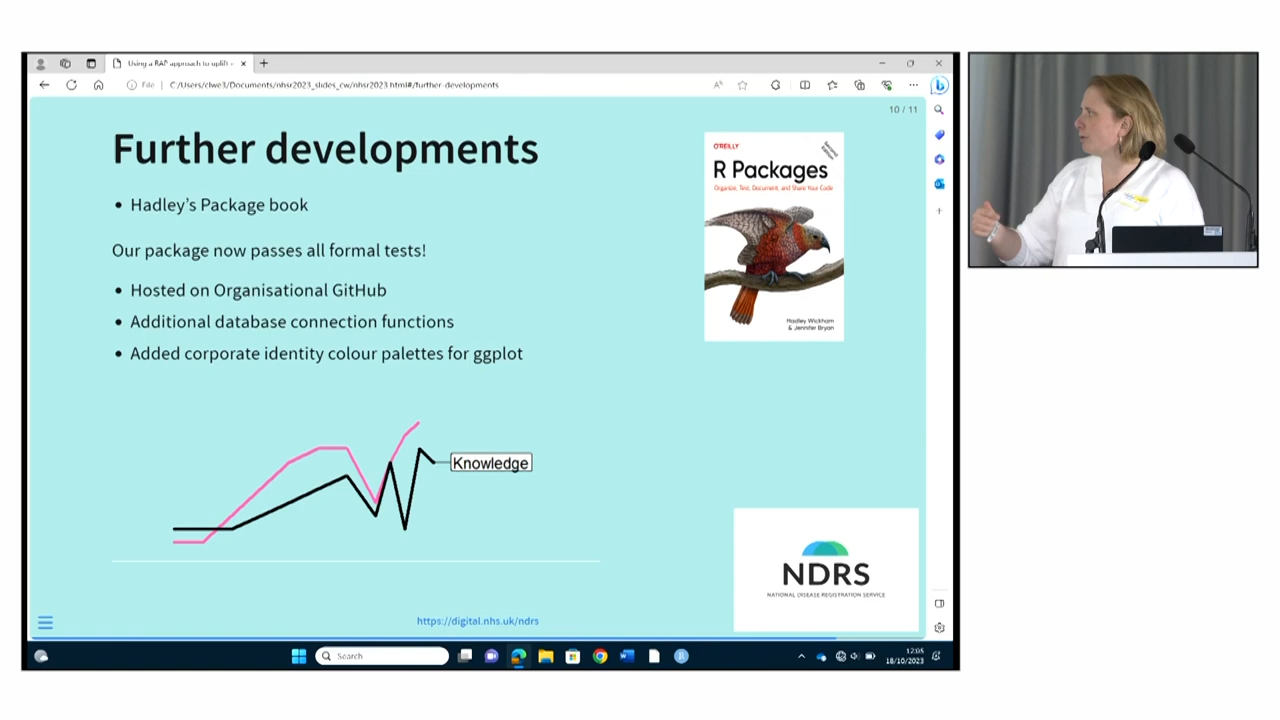 Using a RAP approach to uplift
File
C:/Users/clwe3/Documents/nhsr2023_slides_cw/nhsr2023.html#/further-developments
10 / 11
Further developments
• Hadley's Package book
Our package now passes all formal tests!
• Hosted on Organisational GitHub
• Additional database connection functions
• Added corporate identity colour palettes for ggplot
O'REILLY
Second Edition
R Packages
Organize, Test, Document, and Share Your Code
Hadley Wickham
& Jennifer Bryan
Knowledge
NDRS
NATIONAL DISEASE REGISTRATION SERVICE
https://digital.nhs.uk/ndrs
Search
12:05
18/10/2023